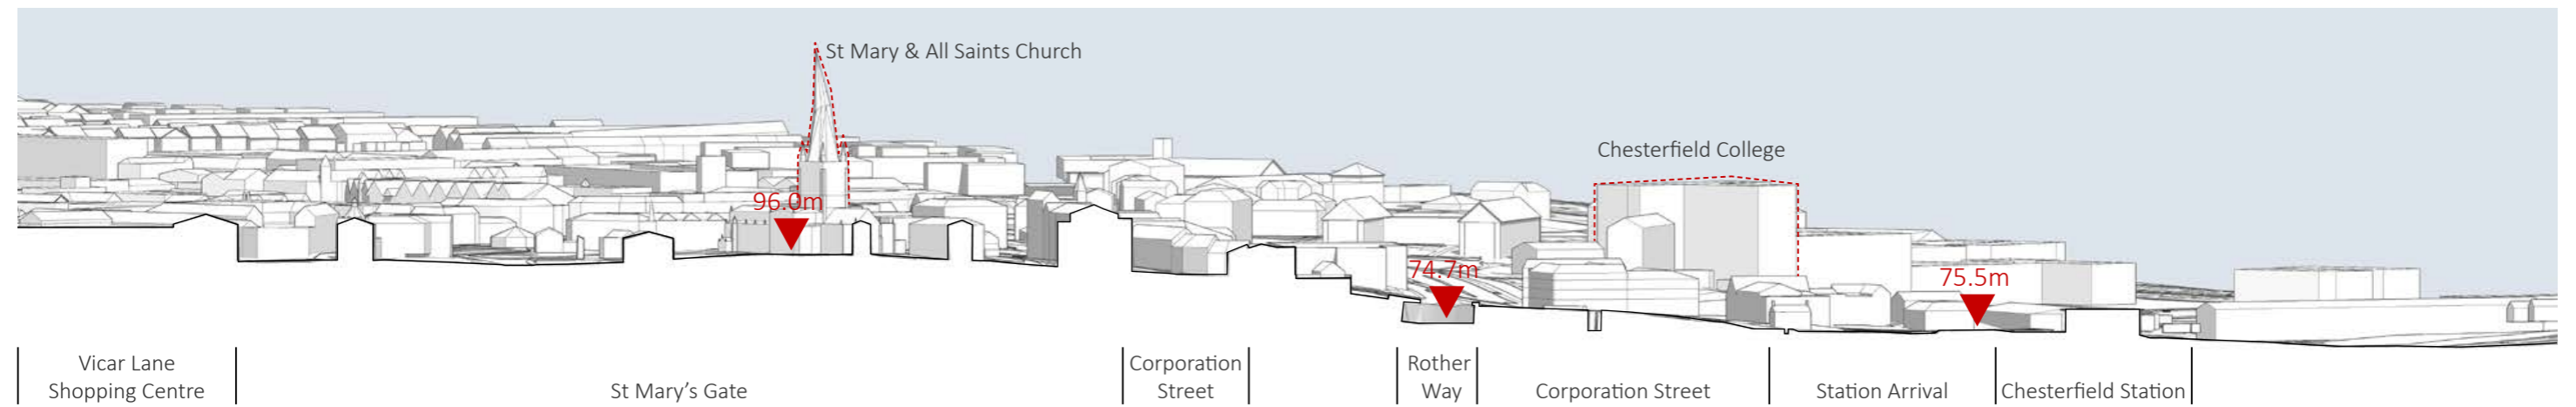 St Mary & All Saints Church
Chesterfield College
96.0m
74.7m
75.5m
Vicar Lane
Shopping Centre
St Mary's Gate
Corporation
Street
Rother
Way
Corporation Street
Station Arrival
Chesterfield Station